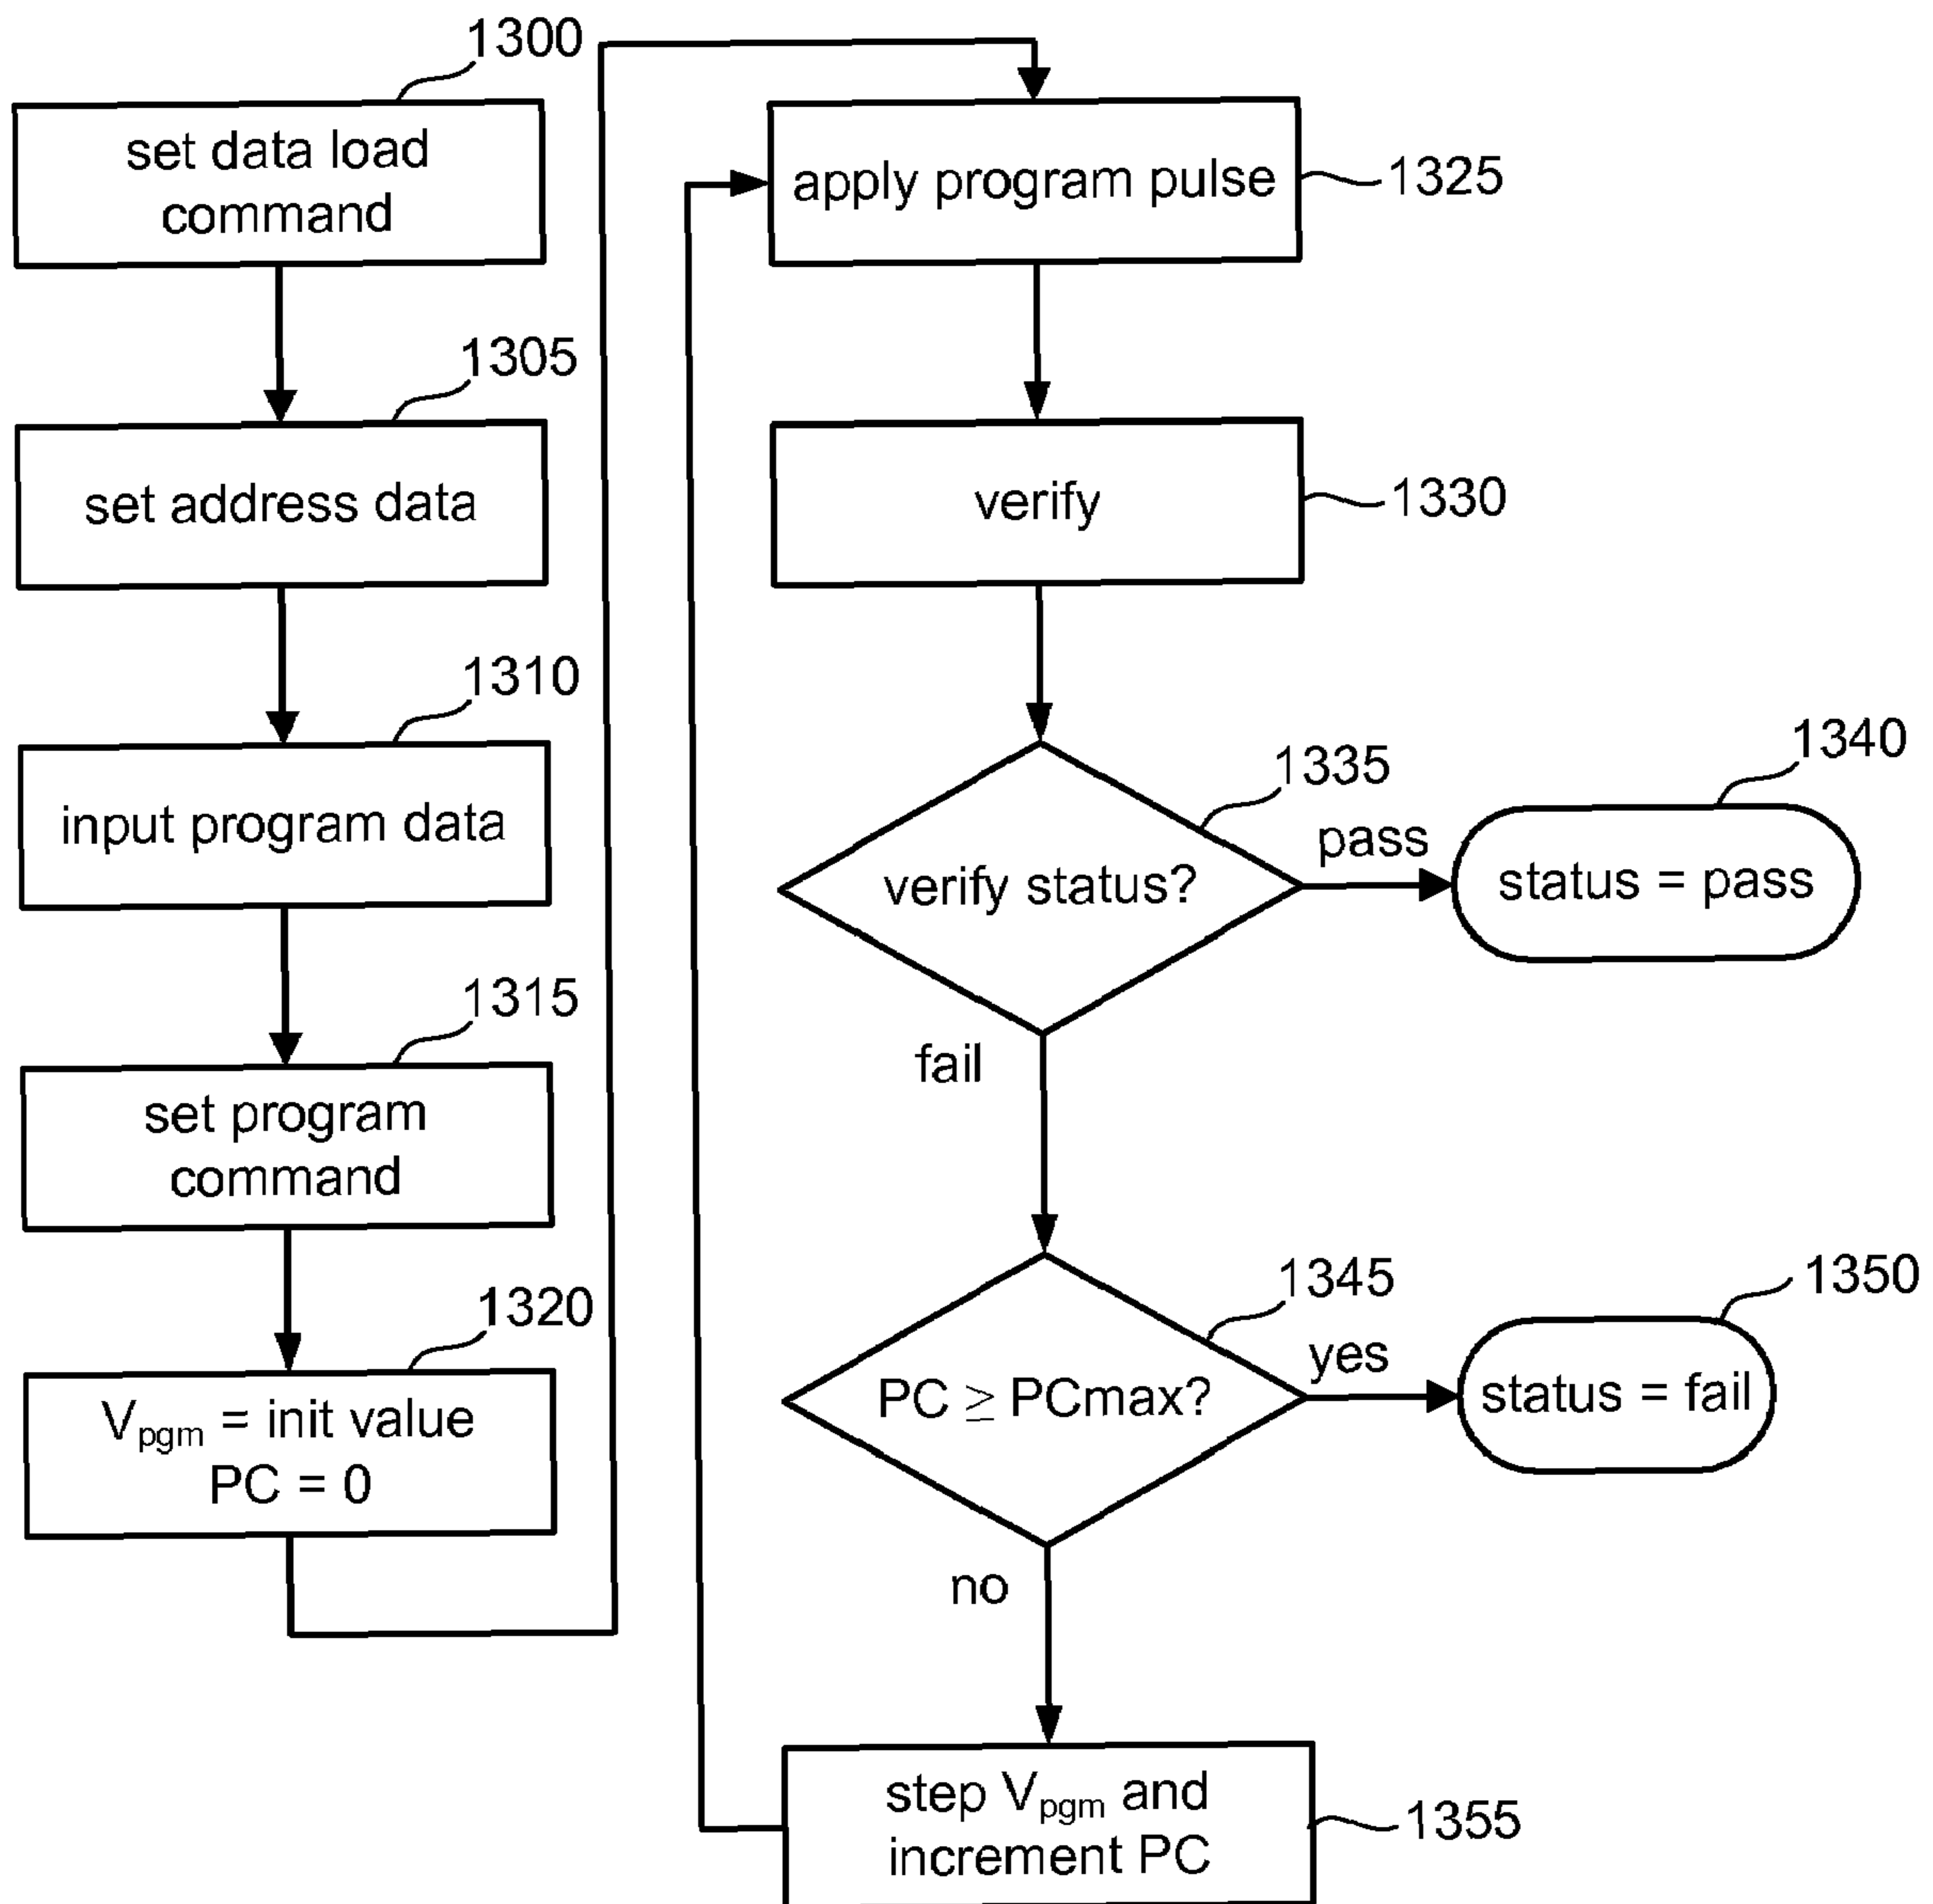 1300
set data load
command
1305
set address data
1310
input program data
1315
set program
command
1320
Vpgm = init value
PC = 0
apply program pulse
1325
verify
1330
1335
verify status?
pass
1340
status = pass
fail
1345
PC ≥ PCmax?
yes
1350
status = fail
no
step Vpgm and
increment PC
1355